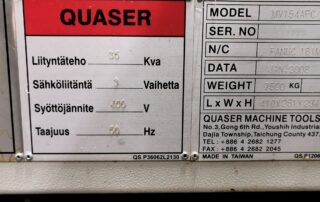 QUASER
Liityntäteho 35 Kva
Sähköliitäntä 3 Vaihetta
Syöttöjännite 400 V
Taajuus 50 Hz
QS P36062L2130
MODEL
SER. NO
N/C FANUC
DATA
WEIGHT
L x W x H
QUASER MACHINE TOOLS
No.3, Gong 6th Rd., Youshih Industrial
Dajia Township, Taichung County 437
TEL : +886 4 2682 1277
FAX : +886 4 2682 2045
MADE IN TAIWAN